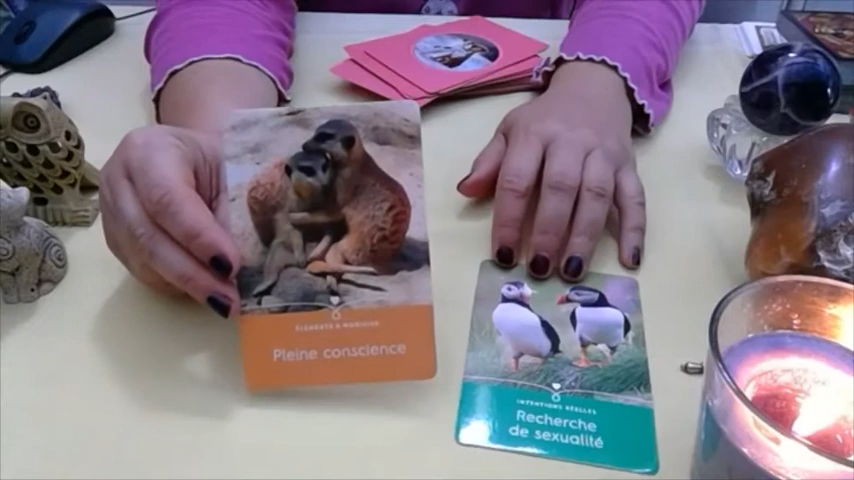 ÉLÉMENTS À NOURRIR
Pleine conscience
INTENTIONS RÉELLES
Recherche
de sexualité